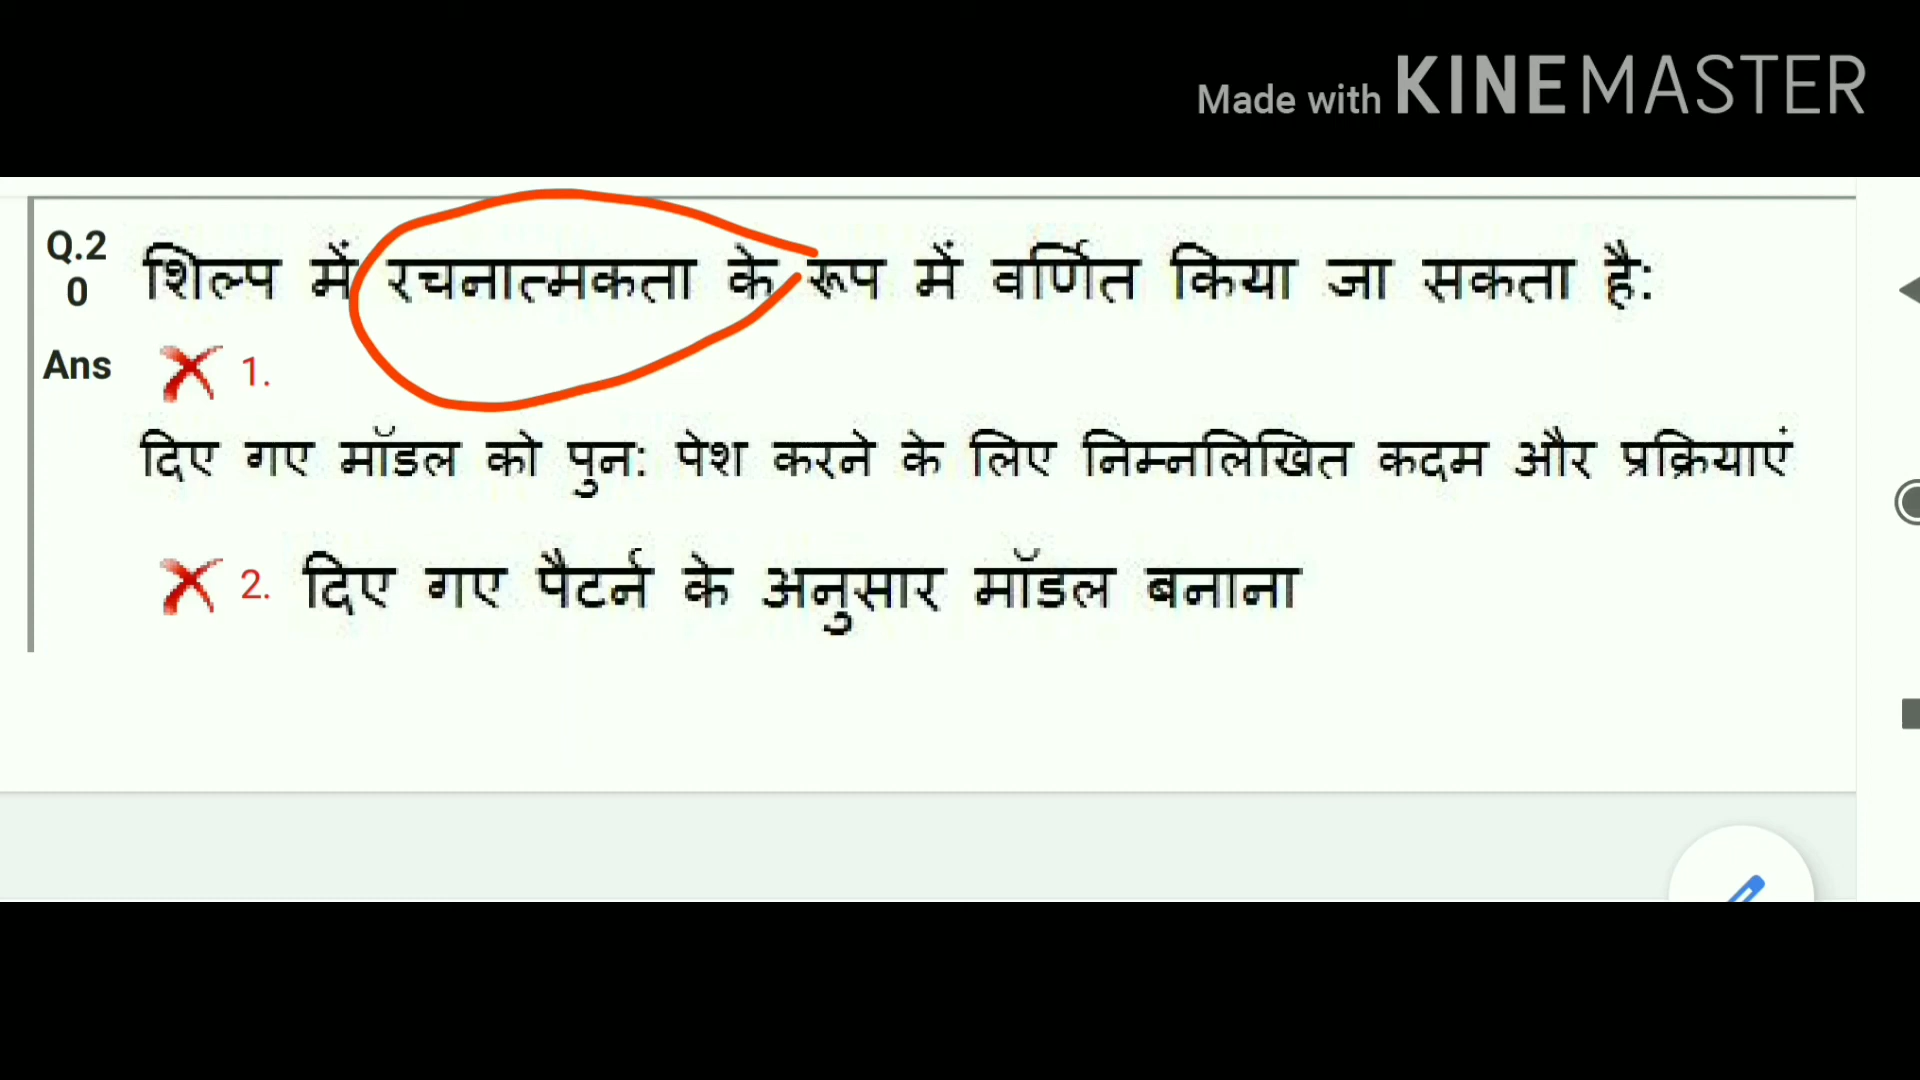 Made with KINEMASTER
Q.2
0
शिल्प में रचनात्मकता के रूप में वर्णित किया जा सकता है:
Ans 1.
दिए गए मॉडल को पुन: पेश करने के लिए निम्नलिखित कदम और प्रक्रियाएं
2. दिए गए पैटर्न के अनुसार मॉडल बनाना